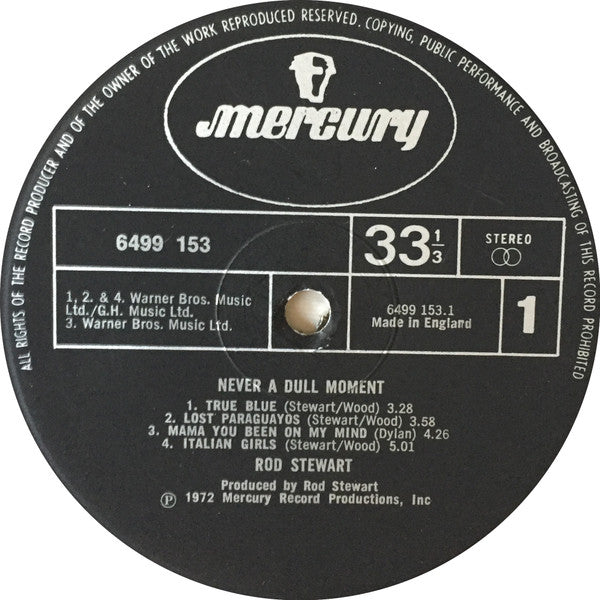 ALL RIGHTS OF THE RECORD PRODUCER AND OF THE OWNER OF THE WORK REPRODUCED RESERVED. COPYING, PUBLIC PERFORMANCE AND BROADCASTING OF THIS RECORD PROHIBITED
mercury
6499 153
33 1/3
STEREO
1, 2. & 4. Warner Bros. Music
Ltd./G.H. Music Ltd.
3. Warner Bros. Music Ltd.
6499 153.1
Made in England
1
NEVER A DULL MOMENT
1. TRUE BLUE (Stewart/Wood) 3.28
2. LOST PARAGUAYOS (Stewart/Wood) 3.58
3. MAMA YOU BEEN ON MY MIND (Dylan) 4.26
4. ITALIAN GIRLS (Stewart/Wood) 5.01
ROD STEWART
Produced by Rod Stewart
Ⓟ 1972 Mercury Record Productions, Inc